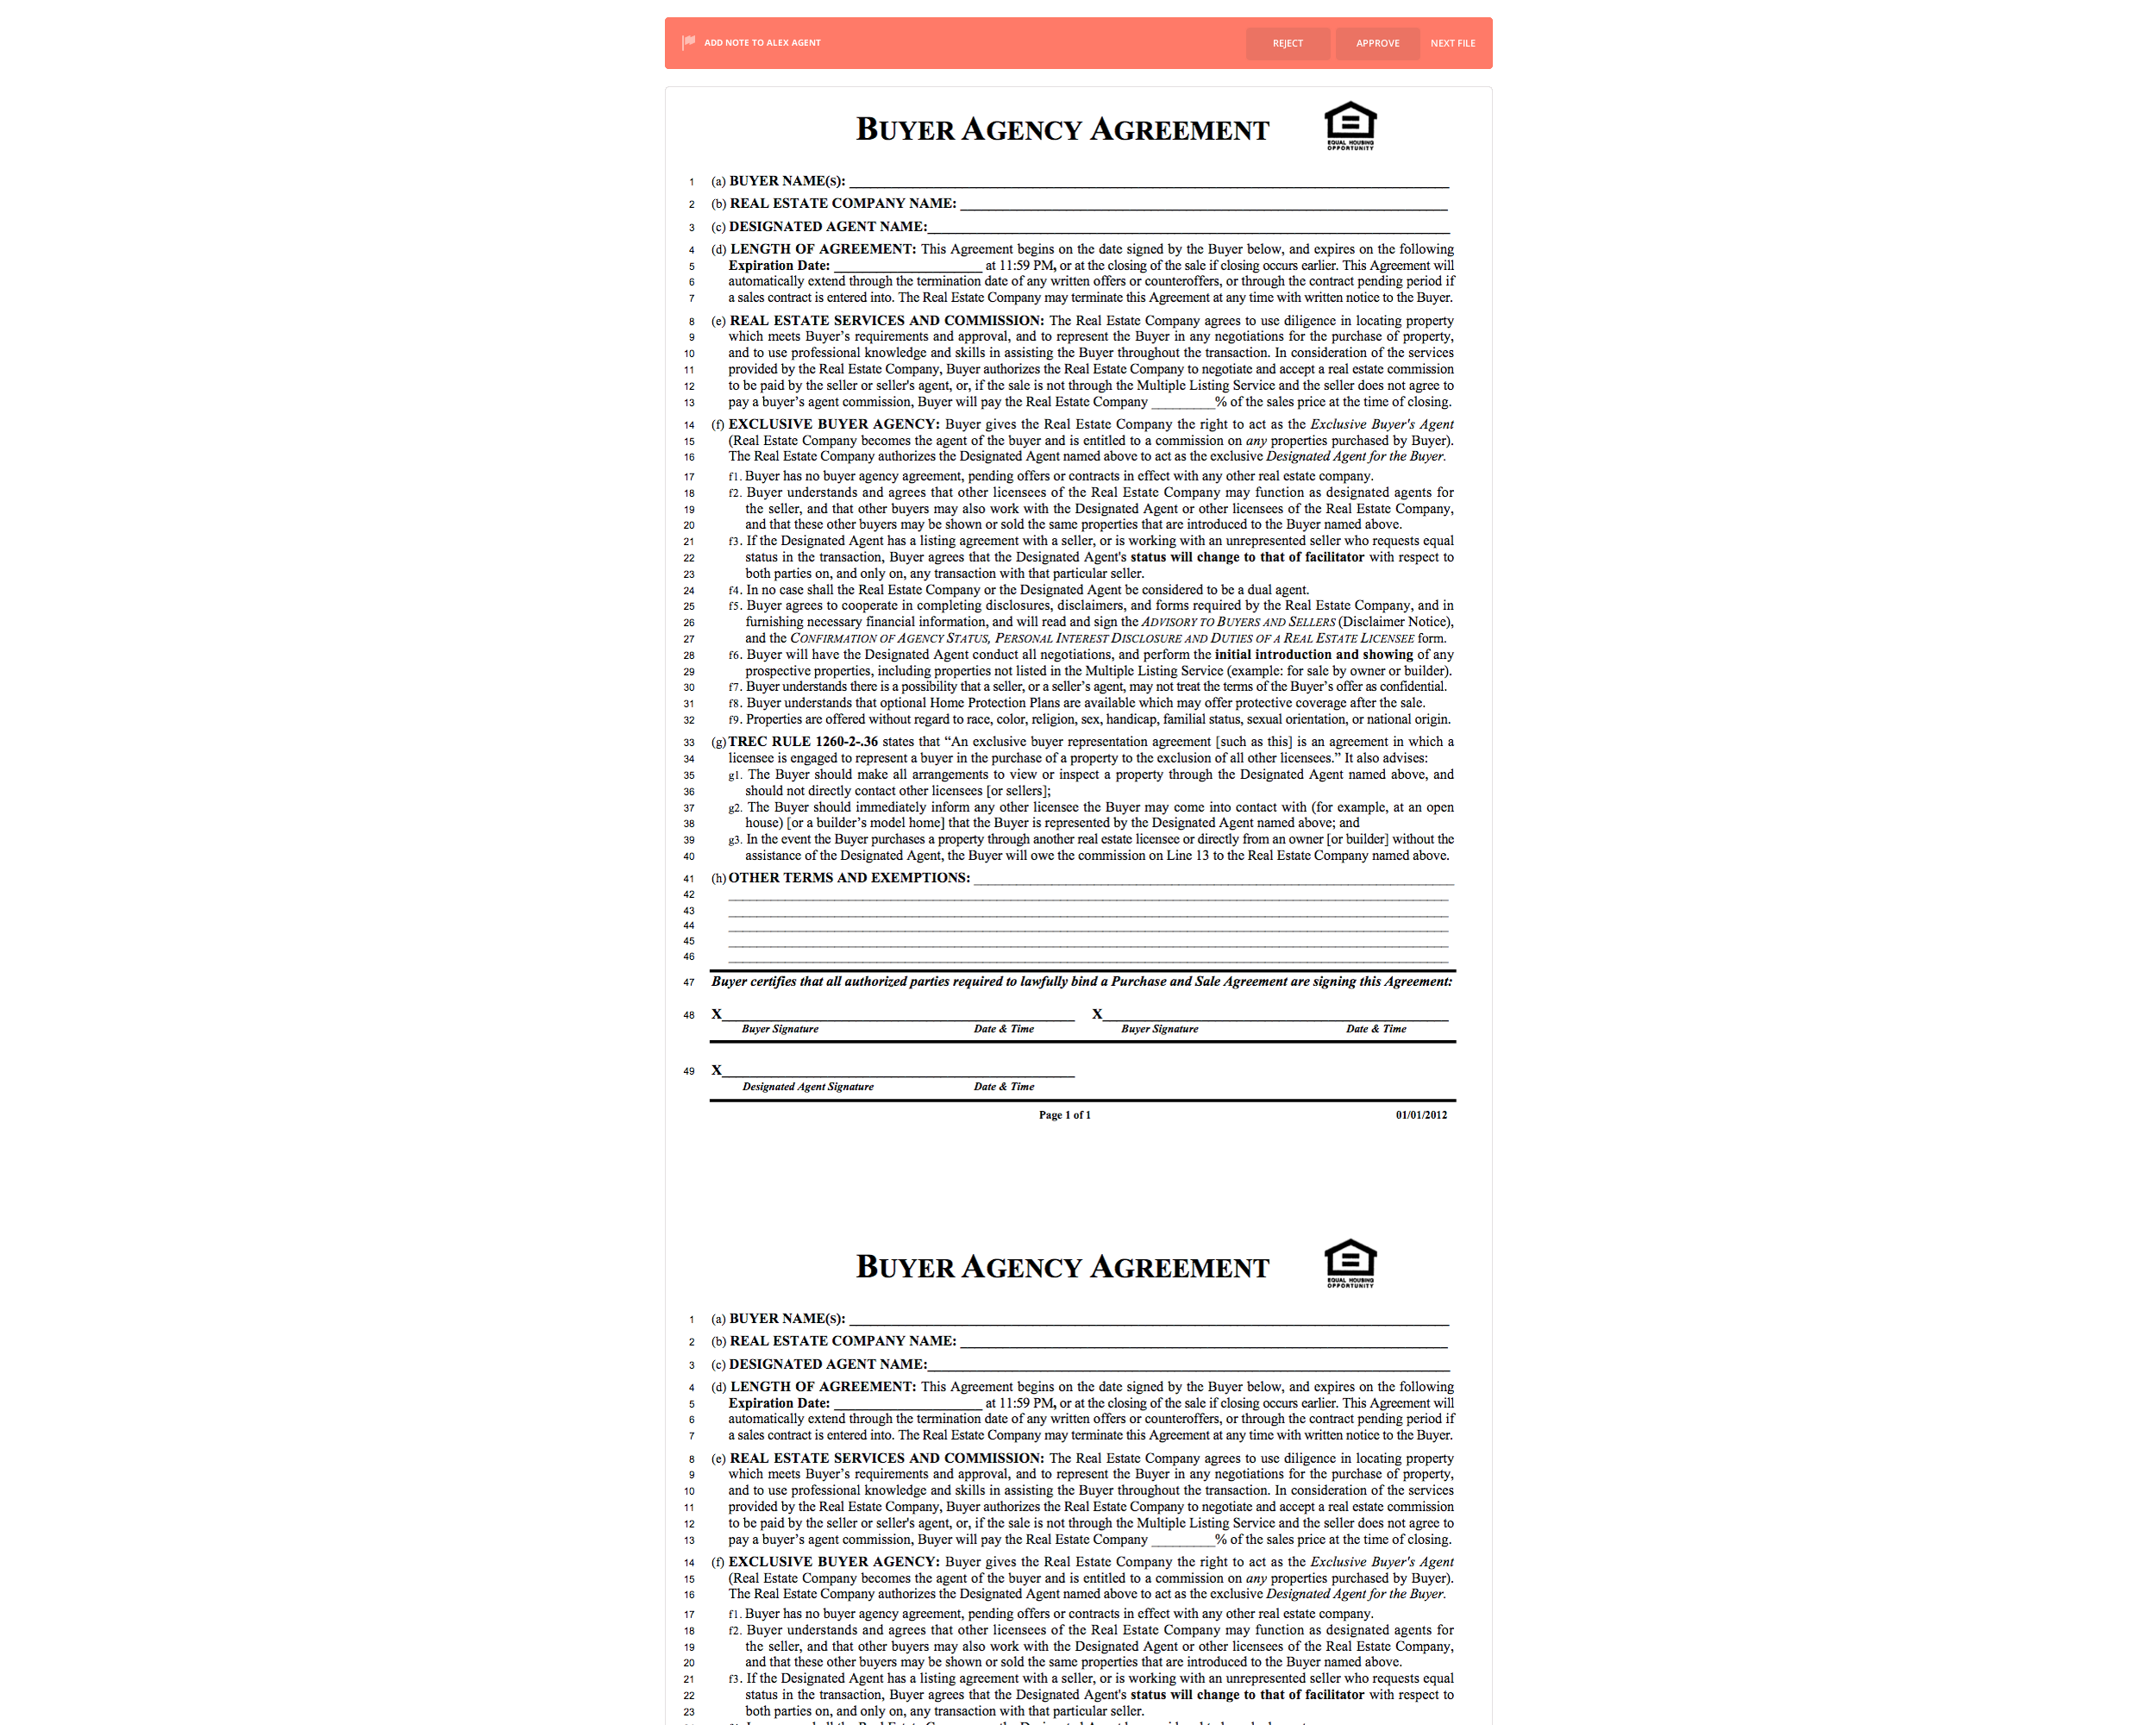 ADD NOTE TO ALEX AGENT REJECT APPROVE NEXT FILE
BUYER AGENCY AGREEMENT
EQUAL HOUSING
OPPORTUNITY
1 (a) BUYER NAME(S):
2 (b) REAL ESTATE COMPANY NAME:
3 (c) DESIGNATED AGENT NAME:
4 (d) LENGTH OF AGREEMENT: This Agreement begins on the date signed by the Buyer below, and expires on the following
5 Expiration Date: ____________________ at 11:59 PM, or at the closing of the sale if closing occurs earlier. This Agreement will
6 automatically extend through the termination date of any written offers or counteroffers, or through the contract pending period if
7 a sales contract is entered into. The Real Estate Company may terminate this Agreement at any time with written notice to the Buyer.
8 (e) REAL ESTATE SERVICES AND COMMISSION: The Real Estate Company agrees to use diligence in locating property
9 which meets Buyer's requirements and approval, and to represent the Buyer in any negotiations for the purchase of property,
10 and to use professional knowledge and skills in assisting the Buyer throughout the transaction. In consideration of the services
11 provided by the Real Estate Company, Buyer authorizes the Real Estate Company to negotiate and accept a real estate commission
12 to be paid by the seller or seller's agent, or, if the sale is not through the Multiple Listing Service and the seller does not agree to
13 pay a buyer's agent commission, Buyer will pay the Real Estate Company _________% of the sales price at the time of closing.
14 (f) EXCLUSIVE BUYER AGENCY: Buyer gives the Real Estate Company the right to act as the Exclusive Buyer's Agent
15 (Real Estate Company becomes the agent of the buyer and is entitled to a commission on any properties purchased by Buyer).
16 The Real Estate Company authorizes the Designated Agent named above to act as the exclusive Designated Agent for the Buyer.
17 f1. Buyer has no buyer agency agreement, pending offers or contracts in effect with any other real estate company.
18 f2. Buyer understands and agrees that other licensees of the Real Estate Company may function as designated agents for
19 the seller, and that other buyers may also work with the Designated Agent or other licensees of the Real Estate Company,
20 and that these other buyers may be shown or sold the same properties that are introduced to the Buyer named above.
21 f3. If the Designated Agent has a listing agreement with a seller, or is working with an unrepresented seller who requests equal
22 status in the transaction, Buyer agrees that the Designated Agent's status will change to that of facilitator with respect to
23 both parties on, and only on, any transaction with that particular seller.
24 f4. In no case shall the Real Estate Company or the Designated Agent be considered to be a dual agent.
25 f5. Buyer agrees to cooperate in completing disclosures, disclaimers, and forms required by the Real Estate Company, and in
26 furnishing necessary financial information, and will read and sign the ADVISORY TO BUYERS AND SELLERS (Disclaimer Notice),
27 and the CONFIRMATION OF AGENCY STATUS, PERSONAL INTEREST DISCLOSURE AND DUTIES OF A REAL ESTATE LICENSEE form.
28 f6. Buyer will have the Designated Agent conduct all negotiations, and perform the initial introduction and showing of any
29 prospective properties, including properties not listed in the Multiple Listing Service (example: for sale by owner or builder).
30 f7. Buyer understands there is a possibility that a seller, or a seller's agent, may not treat the terms of the Buyer's offer as confidential.
31 f8. Buyer understands that optional Home Protection Plans are available which may offer protective coverage after the sale.
32 f9. Properties are offered without regard to race, color, religion, sex, handicap, familial status, sexual orientation, or national origin.
33 (g) TREC RULE 1260-2-.36 states that “An exclusive buyer representation agreement [such as this] is an agreement in which a
34 licensee is engaged to represent a buyer in the purchase of a property to the exclusion of all other licensees.” It also advises:
35 g1. The Buyer should make all arrangements to view or inspect a property through the Designated Agent named above, and
36 should not directly contact other licensees [or sellers];
37 g2. The Buyer should immediately inform any other licensee the Buyer may come into contact with (for example, at an open
38 house) [or a builder's model home] that the Buyer is represented by the Designated Agent named above; and
39 g3. In the event the Buyer purchases a property through another real estate licensee or directly from an owner [or builder] without the
40 assistance of the Designated Agent, the Buyer will owe the commission on Line 13 to the Real Estate Company named above.
41 (h) OTHER TERMS AND EXEMPTIONS:
42
43
44
45
46
47 Buyer certifies that all authorized parties required to lawfully bind a Purchase and Sale Agreement are signing this Agreement:
48 X X
Buyer Signature Date & Time Buyer Signature Date & Time
49 X
Designated Agent Signature Date & Time
Page 1 of 1 01/01/2012
BUYER AGENCY AGREEMENT
EQUAL HOUSING
OPPORTUNITY
1 (a) BUYER NAME(S):
2 (b) REAL ESTATE COMPANY NAME:
3 (c) DESIGNATED AGENT NAME:
4 (d) LENGTH OF AGREEMENT: This Agreement begins on the date signed by the Buyer below, and expires on the following
5 Expiration Date: ____________________ at 11:59 PM, or at the closing of the sale if closing occurs earlier. This Agreement will
6 automatically extend through the termination date of any written offers or counteroffers, or through the contract pending period if
7 a sales contract is entered into. The Real Estate Company may terminate this Agreement at any time with written notice to the Buyer.
8 (e) REAL ESTATE SERVICES AND COMMISSION: The Real Estate Company agrees to use diligence in locating property
9 which meets Buyer's requirements and approval, and to represent the Buyer in any negotiations for the purchase of property,
10 and to use professional knowledge and skills in assisting the Buyer throughout the transaction. In consideration of the services
11 provided by the Real Estate Company, Buyer authorizes the Real Estate Company to negotiate and accept a real estate commission
12 to be paid by the seller or seller's agent, or, if the sale is not through the Multiple Listing Service and the seller does not agree to
13 pay a buyer's agent commission, Buyer will pay the Real Estate Company _________% of the sales price at the time of closing.
14 (f) EXCLUSIVE BUYER AGENCY: Buyer gives the Real Estate Company the right to act as the Exclusive Buyer's Agent
15 (Real Estate Company becomes the agent of the buyer and is entitled to a commission on any properties purchased by Buyer).
16 The Real Estate Company authorizes the Designated Agent named above to act as the exclusive Designated Agent for the Buyer.
17 f1. Buyer has no buyer agency agreement, pending offers or contracts in effect with any other real estate company.
18 f2. Buyer understands and agrees that other licensees of the Real Estate Company may function as designated agents for
19 the seller, and that other buyers may also work with the Designated Agent or other licensees of the Real Estate Company,
20 and that these other buyers may be shown or sold the same properties that are introduced to the Buyer named above.
21 f3. If the Designated Agent has a listing agreement with a seller, or is working with an unrepresented seller who requests equal
22 status in the transaction, Buyer agrees that the Designated Agent's status will change to that of facilitator with respect to
23 both parties on, and only on, any transaction with that particular seller.